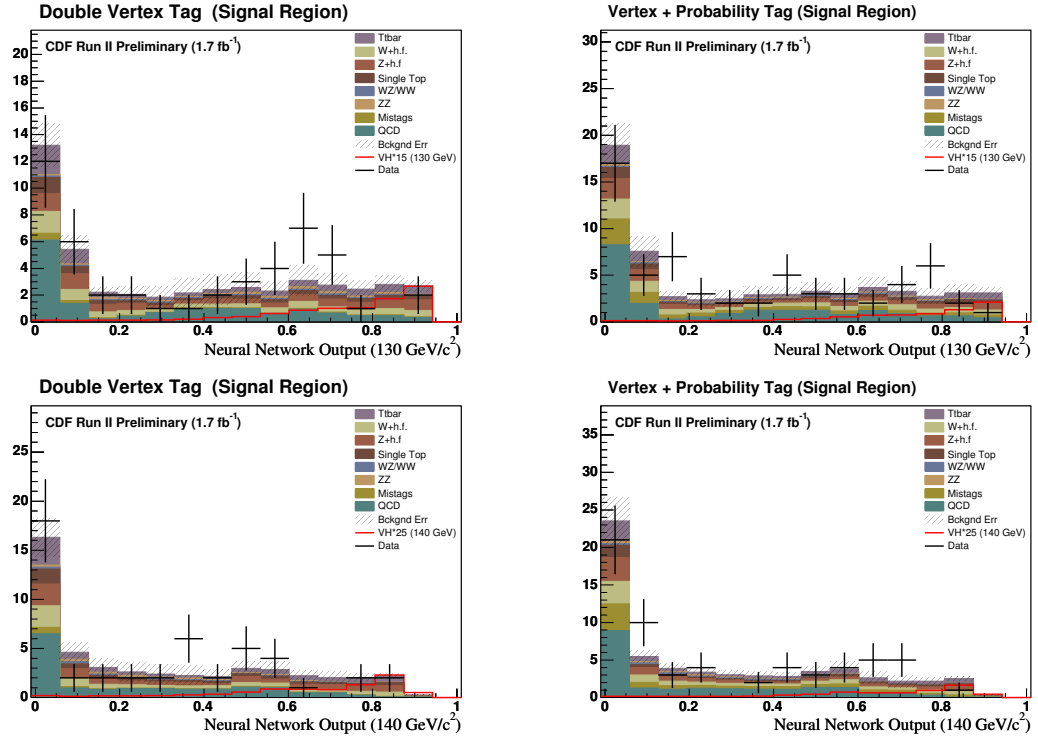 Double Vertex Tag (Signal Region)
CDF Run II Preliminary (1.7 fb⁻¹)
Ttbar
W+h.f.
Z+h.f
Single Top
WZ/WW
ZZ
Mistags
QCD
Bckgnd Err
VH*15 (130 GeV)
Data
20
18
16
14
12
10
8
6
4
2
0
0 0.2 0.4 0.6 0.8 1
Neural Network Output (130 GeV/c²)
Vertex + Probability Tag (Signal Region)
CDF Run II Preliminary (1.7 fb⁻¹)
Ttbar
W+h.f.
Z+h.f
Single Top
WZ/WW
ZZ
Mistags
QCD
Bckgnd Err
VH*15 (130 GeV)
Data
30
25
20
15
10
5
0
0 0.2 0.4 0.6 0.8 1
Neural Network Output (130 GeV/c²)
Double Vertex Tag (Signal Region)
CDF Run II Preliminary (1.7 fb⁻¹)
Ttbar
W+h.f.
Z+h.f
Single Top
WZ/WW
ZZ
Mistags
QCD
Bckgnd Err
VH*25 (140 GeV)
Data
25
20
15
10
5
0
0 0.2 0.4 0.6 0.8 1
Neural Network Output (140 GeV/c²)
Vertex + Probability Tag (Signal Region)
CDF Run II Preliminary (1.7 fb⁻¹)
Ttbar
W+h.f.
Z+h.f
Single Top
WZ/WW
ZZ
Mistags
QCD
Bckgnd Err
VH*25 (140 GeV)
Data
35
30
25
20
15
10
5
0
0 0.2 0.4 0.6 0.8 1
Neural Network Output (140 GeV/c²)